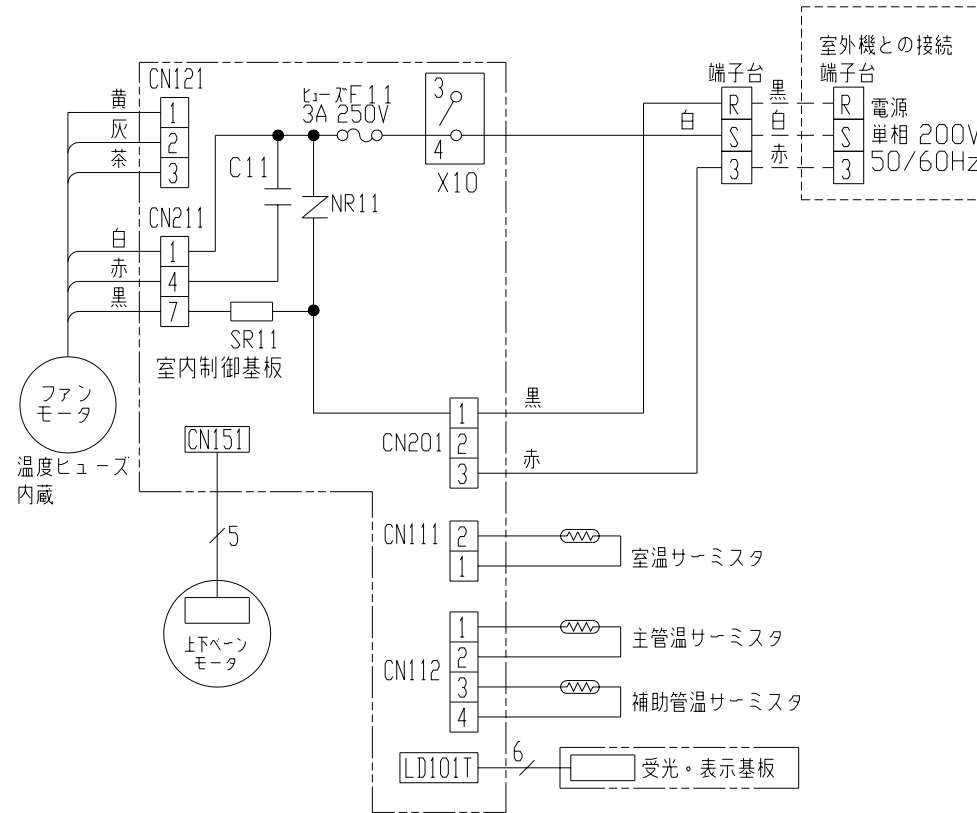 室外機との接続
端子台
端子台
CN121
黄
1
灰
2
茶
3
ヒューズF11
3A 250V
3
4
X10
黒
R
R
電源
白
白
S
S
単相 200V
赤
3
3
50/60Hz
C11
NR11
CN211
白
1
赤
4
黒
7
SR11
室内制御基板
ファン
モータ
温度ヒューズ
内蔵
CN151
5
上下ベーン
モータ
CN201
1
黒
2
3
赤
CN111
2
1
室温サーミスタ
CN112
1
2
主管温サーミスタ
3
4
補助管温サーミスタ
LD101T
6
受光・表示基板